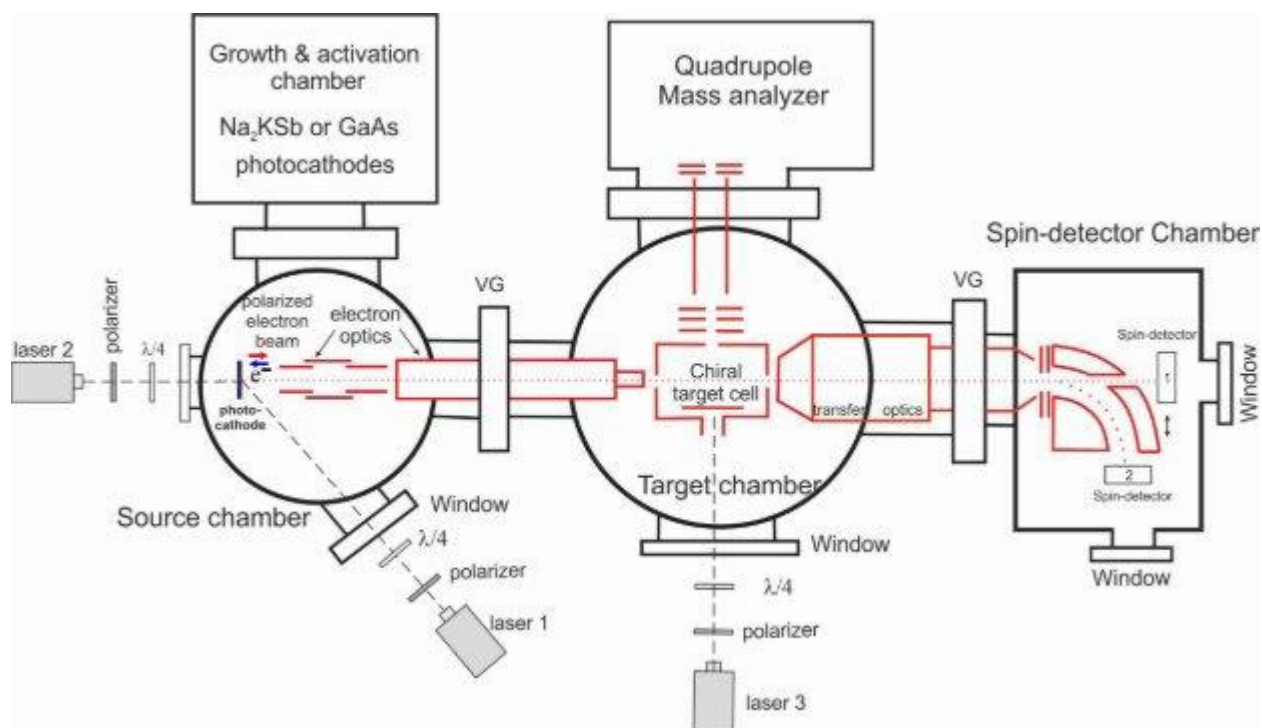 Growth & activation
chamber
Na₂KSb or GaAs
photocathodes
Quadrupole
Mass analyzer
Spin-detector Chamber
VG
VG
polarizer
λ/4
laser 2
polarized
electron
beam
electron
optics
e⁻
photo-
cathode
Chiral
target cell
transfer optics
Spin-detector
1
2
Spin-detector
Window
Window
Source chamber
Window
λ/4
polarizer
laser 1
Target chamber
Window
λ/4
polarizer
laser 3